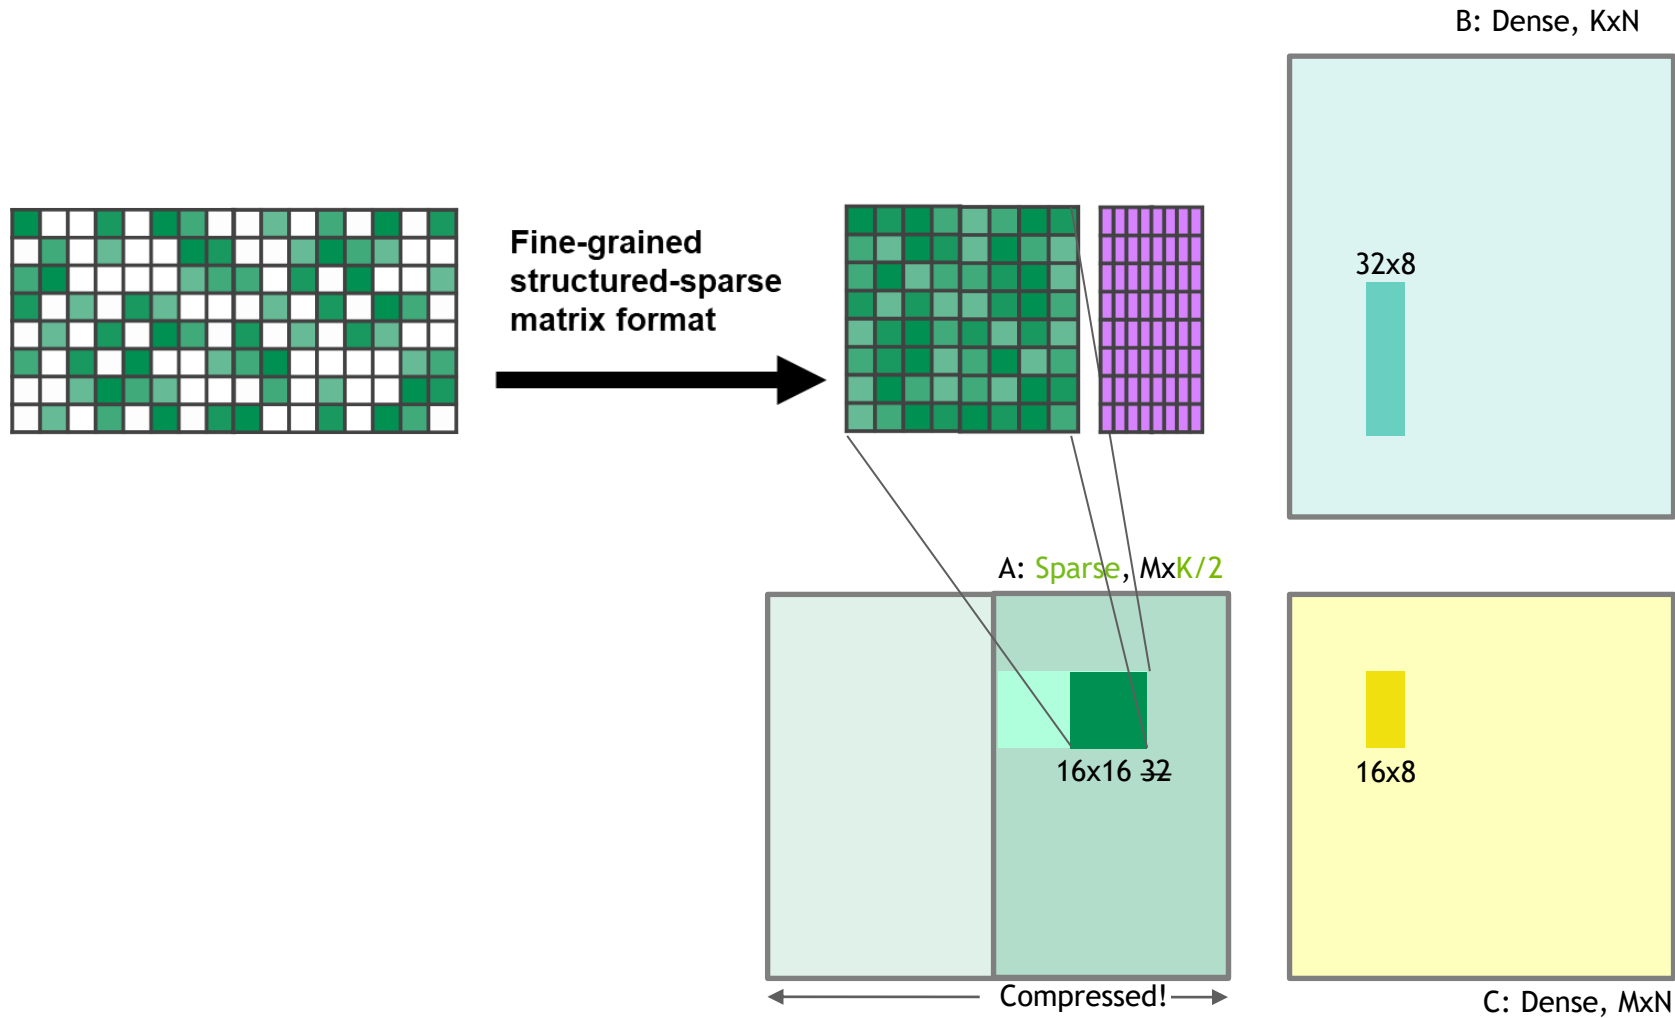 B: Dense, KxN
Fine-grained
structured-sparse
matrix format
32x8
A: Sparse, MxK/2
16x16 32
16x8
Compressed!
C: Dense, MxN